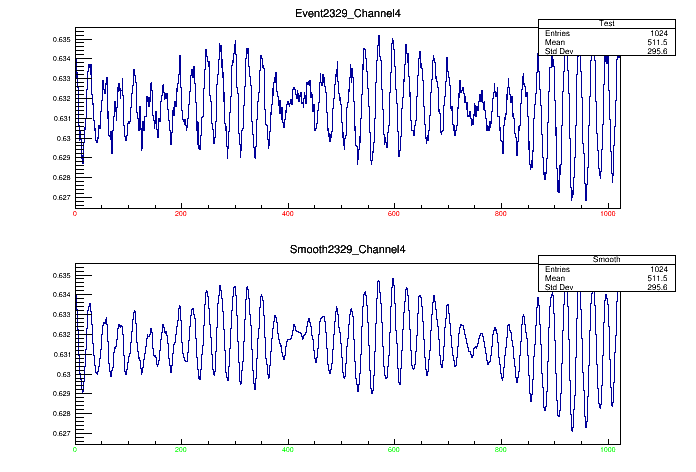 Event2329_Channel4
Test
Entries 1024
Mean 511.5
Std Dev 295.6
0.635
0.634
0.633
0.632
0.631
0.63
0.629
0.628
0.627
0 200 400 600 800 1000
Smooth2329_Channel4
Smooth
Entries 1024
Mean 511.5
Std Dev 295.6
0.635
0.634
0.633
0.632
0.631
0.63
0.629
0.628
0.627
0 200 400 600 800 1000